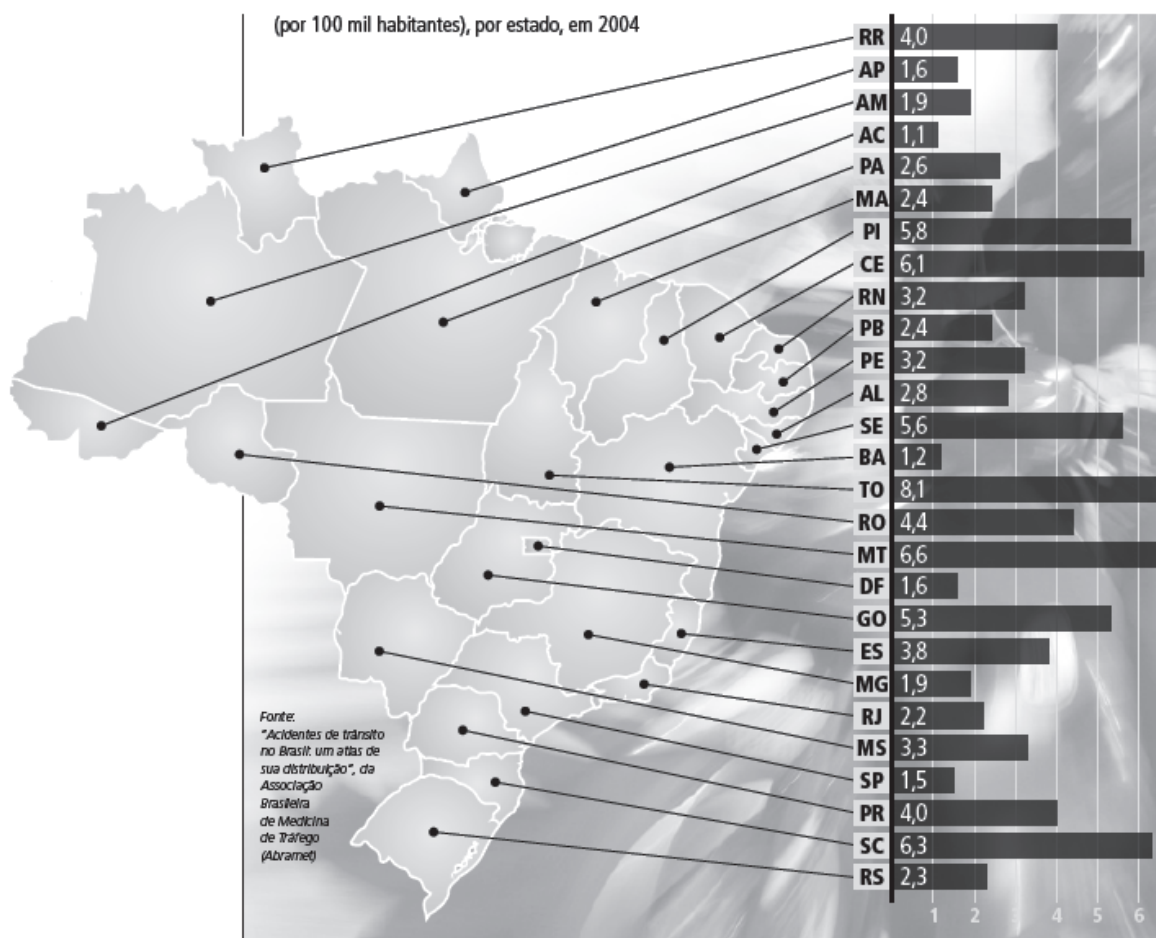 (por 100 mil habitantes), por estado, em 2004
RR 4,0
AP 1,6
AM 1,9
AC 1,1
PA 2,6
MA 2,4
PI 5,8
CE 6,1
RN 3,2
PB 2,4
PE 3,2
AL 2,8
SE 5,6
BA 1,2
TO 8,1
RO 4,4
MT 6,6
DF 1,6
GO 5,3
ES 3,8
MG 1,9
RJ 2,2
MS 3,3
SP 1,5
PR 4,0
SC 6,3
RS 2,3
1 2 3 4 5 6
Fonte:
"Acidentes de trânsito
no Brasil: um atlas de
sua distribuição", da
Associação
Brasileira
de Medicina
de Tráfego
(Abramet)